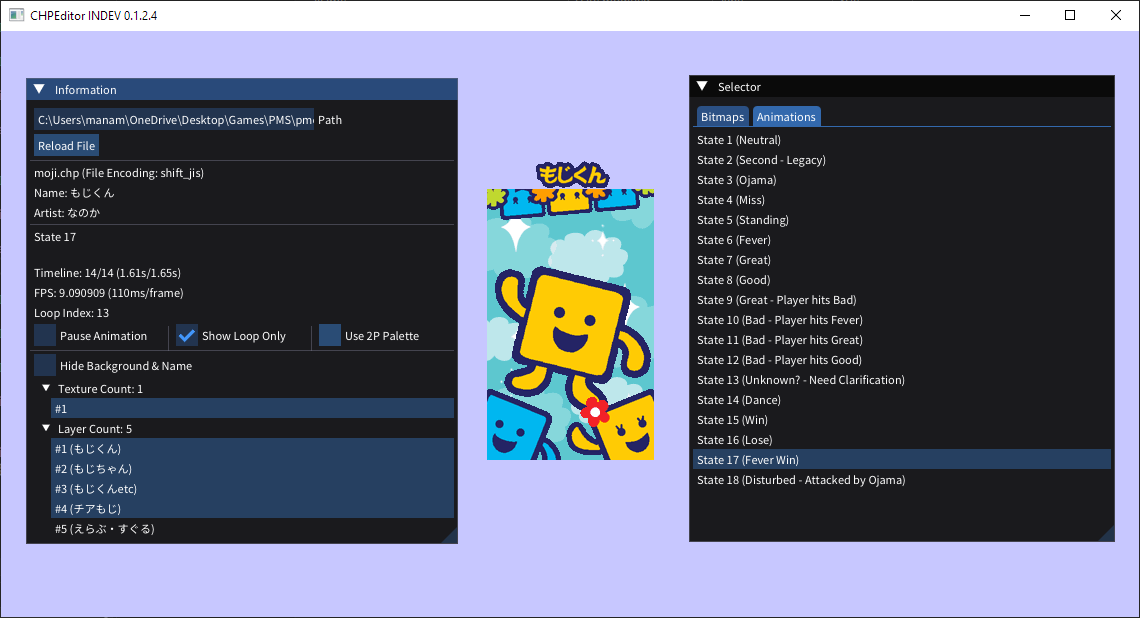 CHPEditor INDEV 0.1.2.4
Information
C:\Users\manam\OneDrive\Desktop\Games\PMS\pm Path
Reload File
moji.chp (File Encoding: shift_jis)
Name: もじくん
Artist: なのか
State 17
Timeline: 14/14 (1.61s/1.65s)
FPS: 9.090909 (110ms/frame)
Loop Index: 13
Pause Animation
Show Loop Only
Use 2P Palette
Hide Background & Name
Texture Count: 1
#1
Layer Count: 5
#1 (もじくん)
#2 (もじちゃん)
#3 (もじくんetc)
#4 (チアもじ)
#5 (えらぶ・すぐる)
もじくん
Selector
Bitmaps
Animations
State 1 (Neutral)
State 2 (Second - Legacy)
State 3 (Ojama)
State 4 (Miss)
State 5 (Standing)
State 6 (Fever)
State 7 (Great)
State 8 (Good)
State 9 (Great - Player hits Bad)
State 10 (Bad - Player hits Fever)
State 11 (Bad - Player hits Great)
State 12 (Bad - Player hits Good)
State 13 (Unknown? - Need Clarification)
State 14 (Dance)
State 15 (Win)
State 16 (Lose)
State 17 (Fever Win)
State 18 (Disturbed - Attacked by Ojama)